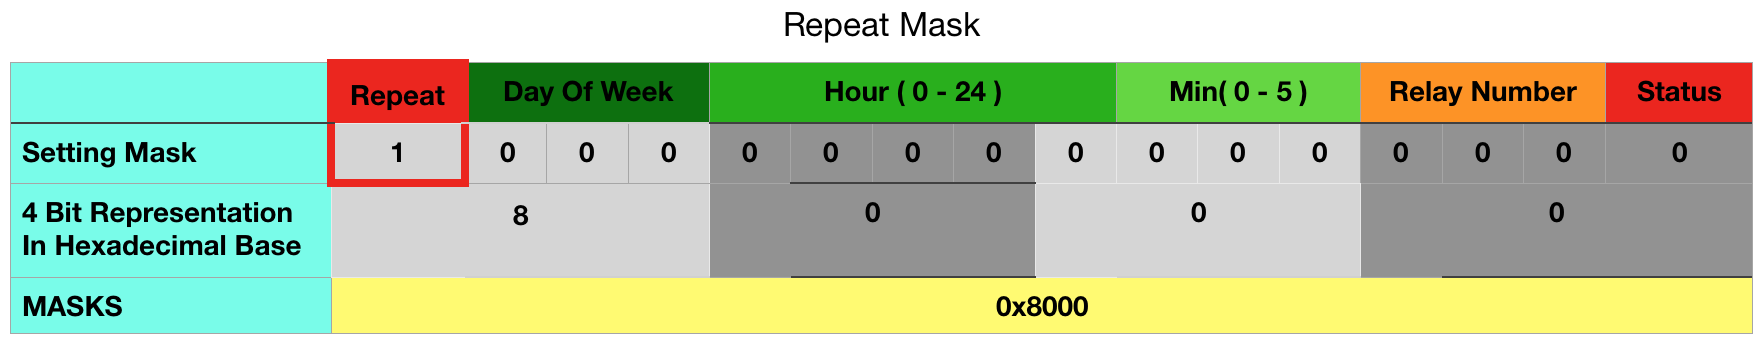 Repeat Mask
Repeat Day Of Week Hour ( 0 - 24 ) Min( 0 - 5 ) Relay Number Status
Setting Mask 1 0 0 0 0 0 0 0 0 0 0 0 0 0 0 0
4 Bit Representation
In Hexadecimal Base 8 0 0 0
MASKS 0x8000